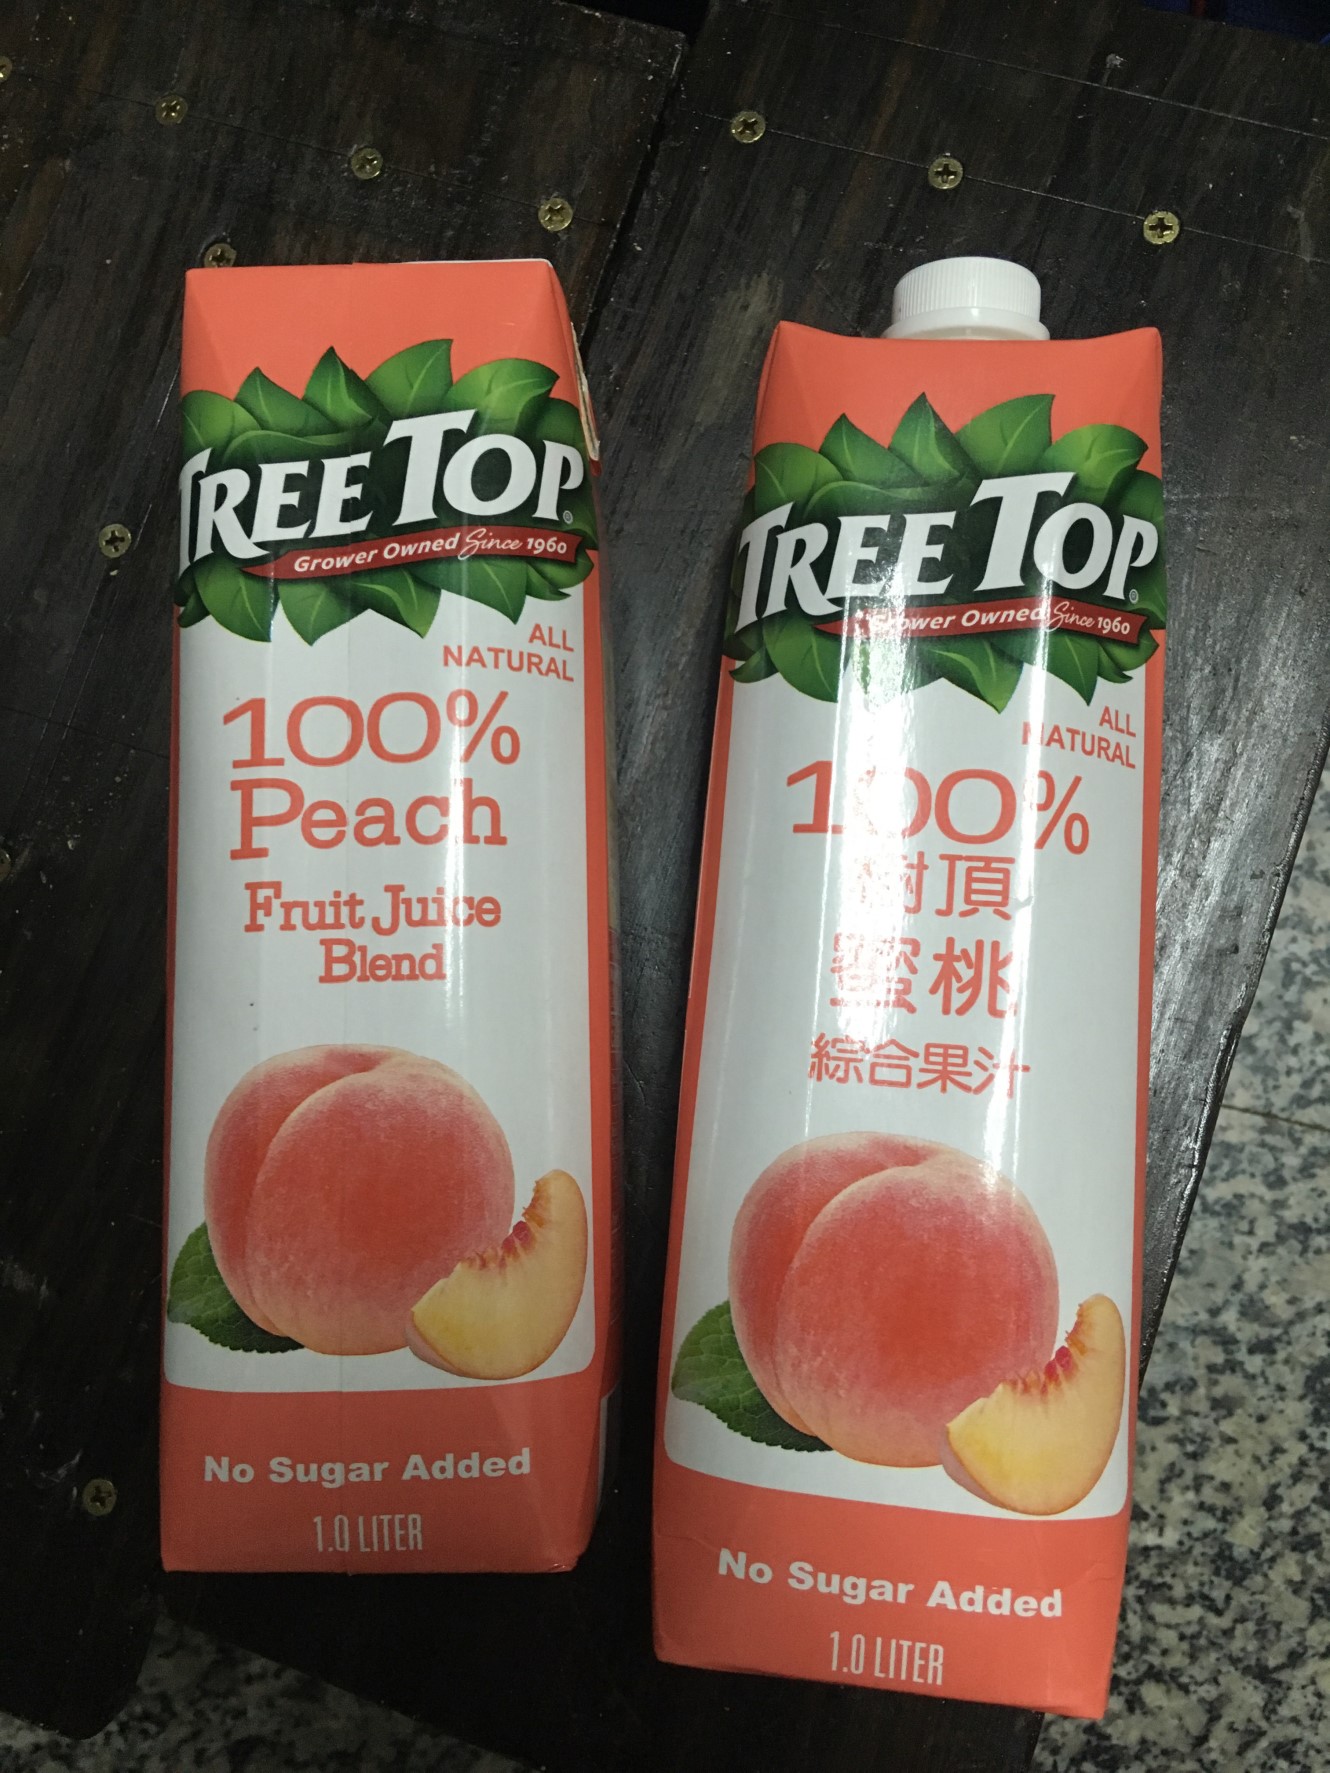 TREE TOP®
Grower Owned Since 1960
ALL
NATURAL
100%
Peach
Fruit Juice
Blend
No Sugar Added
1.0 LITER
TREE TOP®
Grower Owned Since 1960
ALL
NATURAL
100%
樹頂
蜜桃
綜合果汁
No Sugar Added
1.0 LITER